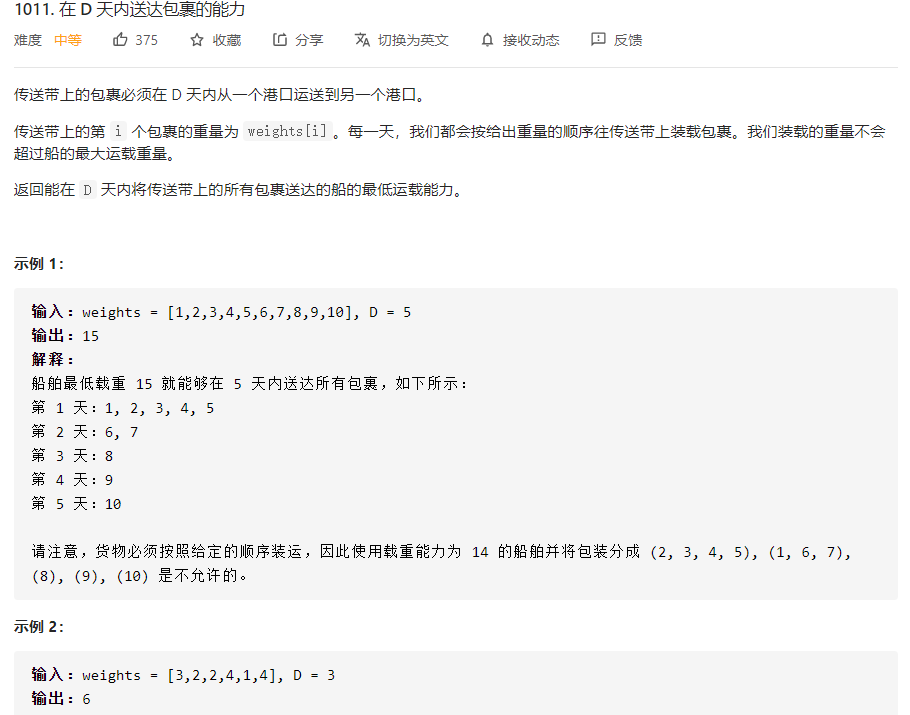 1011. 在 D 天内送达包裹的能力
难度 中等 375 收藏 分享 切换为英文 接收动态 反馈
传送带上的包裹必须在 D 天内从一个港口运送到另一个港口。
传送带上的第 i 个包裹的重量为 weights[i] 。每一天，我们都会按给出重量的顺序往传送带上装载包裹。我们装载的重量不会
超过船的最大运载重量。
返回能在 D 天内将传送带上的所有包裹送达的船的最低运载能力。
示例 1：
输入：weights = [1,2,3,4,5,6,7,8,9,10], D = 5
输出：15
解释：
船舶最低载重 15 就能够在 5 天内送达所有包裹，如下所示：
第 1 天：1, 2, 3, 4, 5
第 2 天：6, 7
第 3 天：8
第 4 天：9
第 5 天：10
请注意，货物必须按照给定的顺序装运，因此使用载重能力为 14 的船舶并将包装分成 (2, 3, 4, 5), (1, 6, 7),
(8), (9), (10) 是不允许的。
示例 2：
输入：weights = [3,2,2,4,1,4], D = 3
输出：6